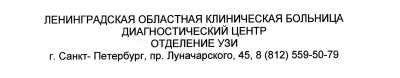 ЛЕНИНГРАДСКАЯ ОБЛАСТНАЯ КЛИНИЧЕСКАЯ БОЛЬНИЦА
ДИАГНОСТИЧЕСКИЙ ЦЕНТР
ОТДЕЛЕНИЕ УЗИ
г. Санкт- Петербург, пр. Луначарского, 45, 8 (812) 559-50-79